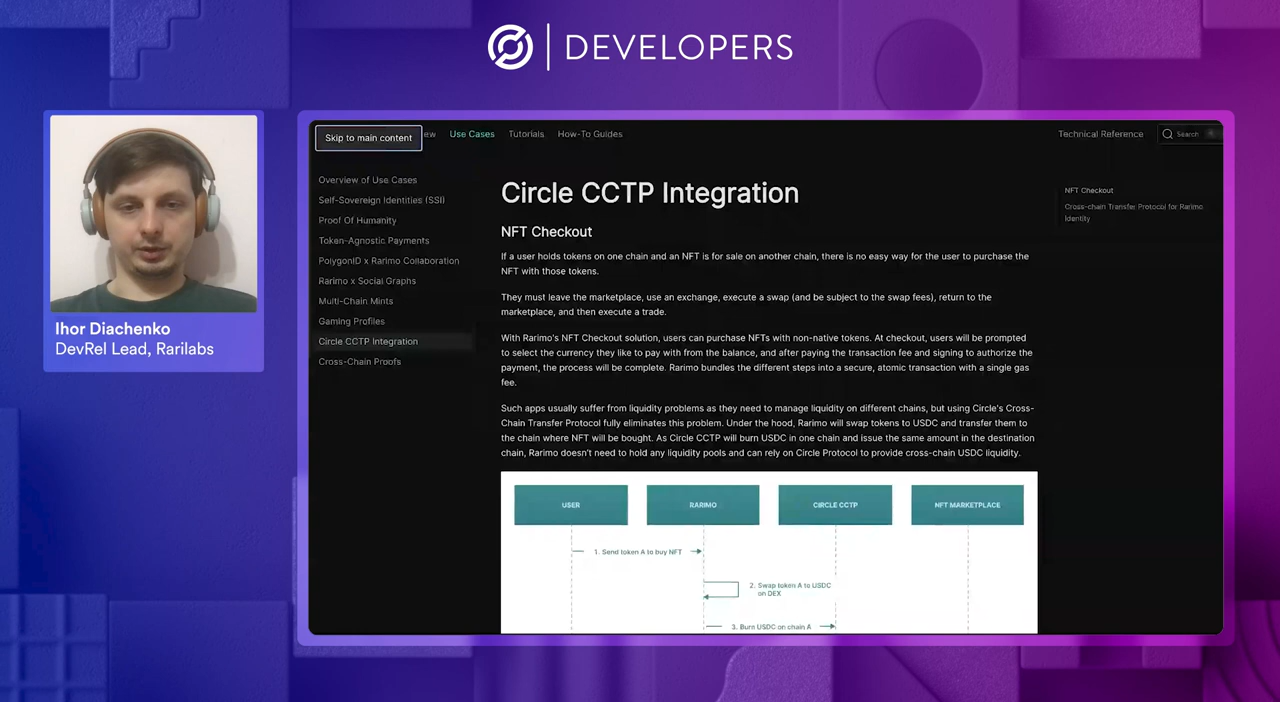 DEVELOPERS
Ihor Diachenko
DevRel Lead, Rarilabs
Skip to main content
ew
Use Cases
Tutorials
How-To Guides
Technical Reference
Search
Overview of Use Cases
Self-Sovereign Identities (SSI)
Proof Of Humanity
Token-Agnostic Payments
PolygonID x Rarimo Collaboration
Rarimo x Social Graphs
Multi-Chain Mints
Gaming Profiles
Circle CCTP Integration
Cross-Chain Proofs
Circle CCTP Integration
NFT Checkout
If a user holds tokens on one chain and an NFT is for sale on another chain, there is no easy way for the user to purchase the
NFT with those tokens.
They must leave the marketplace, use an exchange, execute a swap (and be subject to the swap fees), return to the
marketplace, and then execute a trade.
With Rarimo's NFT Checkout solution, users can purchase NFTs with non-native tokens. At checkout, users will be prompted
to select the currency they like to pay with from the balance, and after paying the transaction fee and signing to authorize the
payment, the process will be complete. Rarimo bundles the different steps into a secure, atomic transaction with a single gas
fee.
Such apps usually suffer from liquidity problems as they need to manage liquidity on different chains, but using Circle's Cross-
Chain Transfer Protocol fully eliminates this problem. Under the hood, Rarimo will swap tokens to USDC and transfer them to
the chain where NFT will be bought. As Circle CCTP will burn USDC in one chain and issue the same amount in the destination
chain, Rarimo doesn't need to hold any liquidity pools and can rely on Circle Protocol to provide cross-chain USDC liquidity.
USER
RARIMO
CIRCLE CCTP
NFT MARKETPLACE
1. Send token A to buy NFT
2. Swap token A to USDC
on DEX
3. Burn USDC on chain A
NFT Checkout
Cross-chain Transfer Protocol for Rarimo
Identity